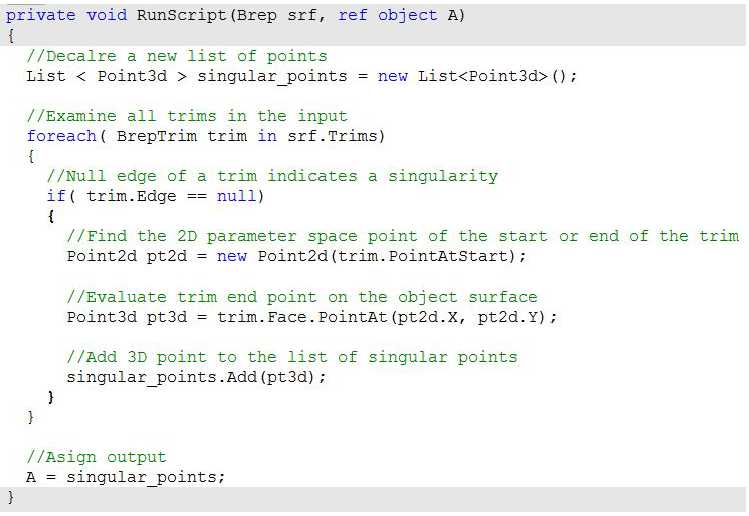 private void RunScript(Brep srf, ref object A)
{
//Decalre a new list of points
List < Point3d > singular_points = new List<Point3d>();
//Examine all trims in the input
foreach( BrepTrim trim in srf.Trims)
{
//Null edge of a trim indicates a singularity
if( trim.Edge == null)
{
//Find the 2D parameter space point of the start or end of the trim
Point2d pt2d = new Point2d(trim.PointAtStart);
//Evaluate trim end point on the object surface
Point3d pt3d = trim.Face.PointAt(pt2d.X, pt2d.Y);
//Add 3D point to the list of singular points
singular_points.Add(pt3d);
}
}
//Asign output
A = singular_points;
}